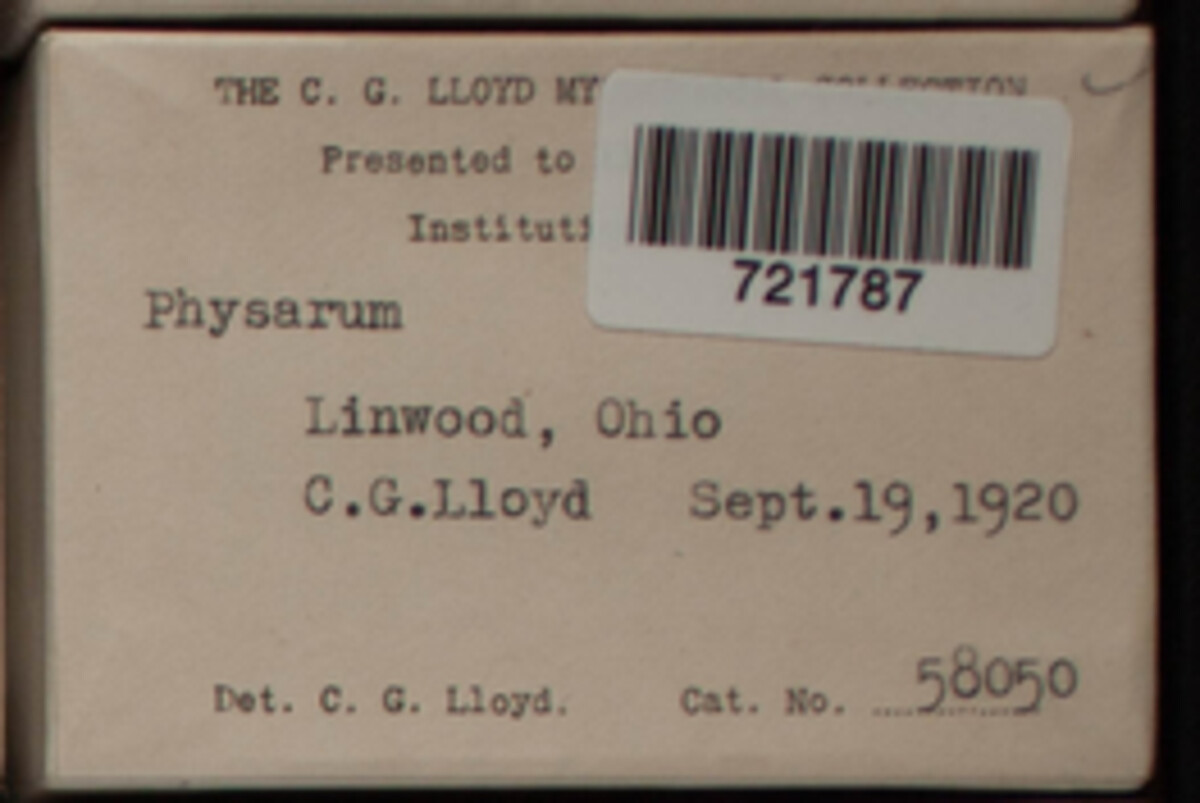 THE C. G. LLOYD MY COLLECTION
Presented to
Instituti
721787
Physarum
Linwood, Ohio
C.G.Lloyd Sept.19,1920
Det. C. G. Lloyd. Cat. No. 58050